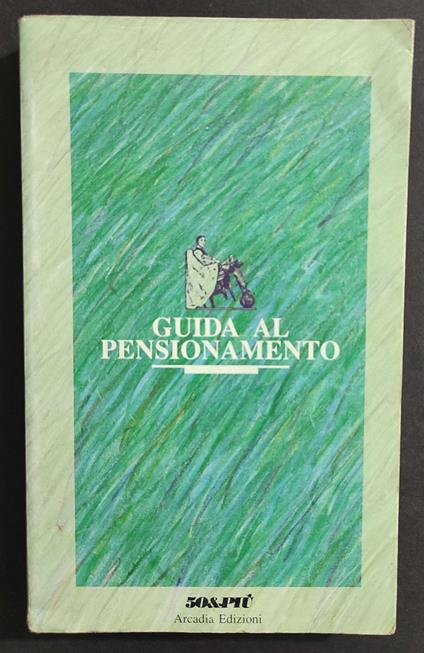 GUIDA AL
PENSIONAMENTO
50&PIÙ
Arcadia Edizioni